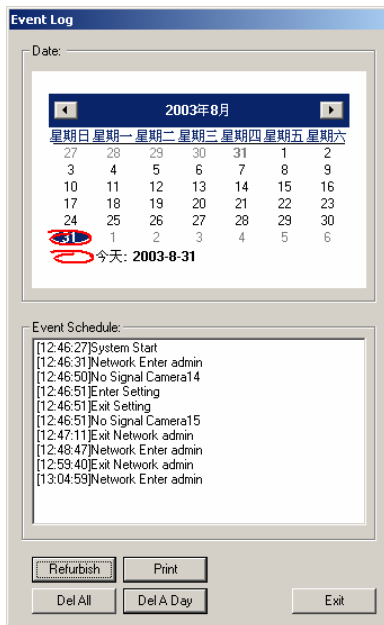 Event Log
Date:
2003年8月
星期日 星期一 星期二 星期三 星期四 星期五 星期六
27 28 29 30 31 1 2
3 4 5 6 7 8 9
10 11 12 13 14 15 16
17 18 19 20 21 22 23
24 25 26 27 28 29 30
31 1 2 3 4 5 6
今天: 2003-8-31
Event Schedule:
[12:46:27]System Start
[12:46:31]Network Enter admin
[12:46:50]No Signal Camera14
[12:46:51]Enter Setting
[12:46:51]Exit Setting
[12:46:51]No Signal Camera15
[12:47:11]Exit Network admin
[12:48:47]Network Enter admin
[12:59:40]Exit Network admin
[13:04:59]Network Enter admin
Refurbish Print
Del All Del A Day Exit